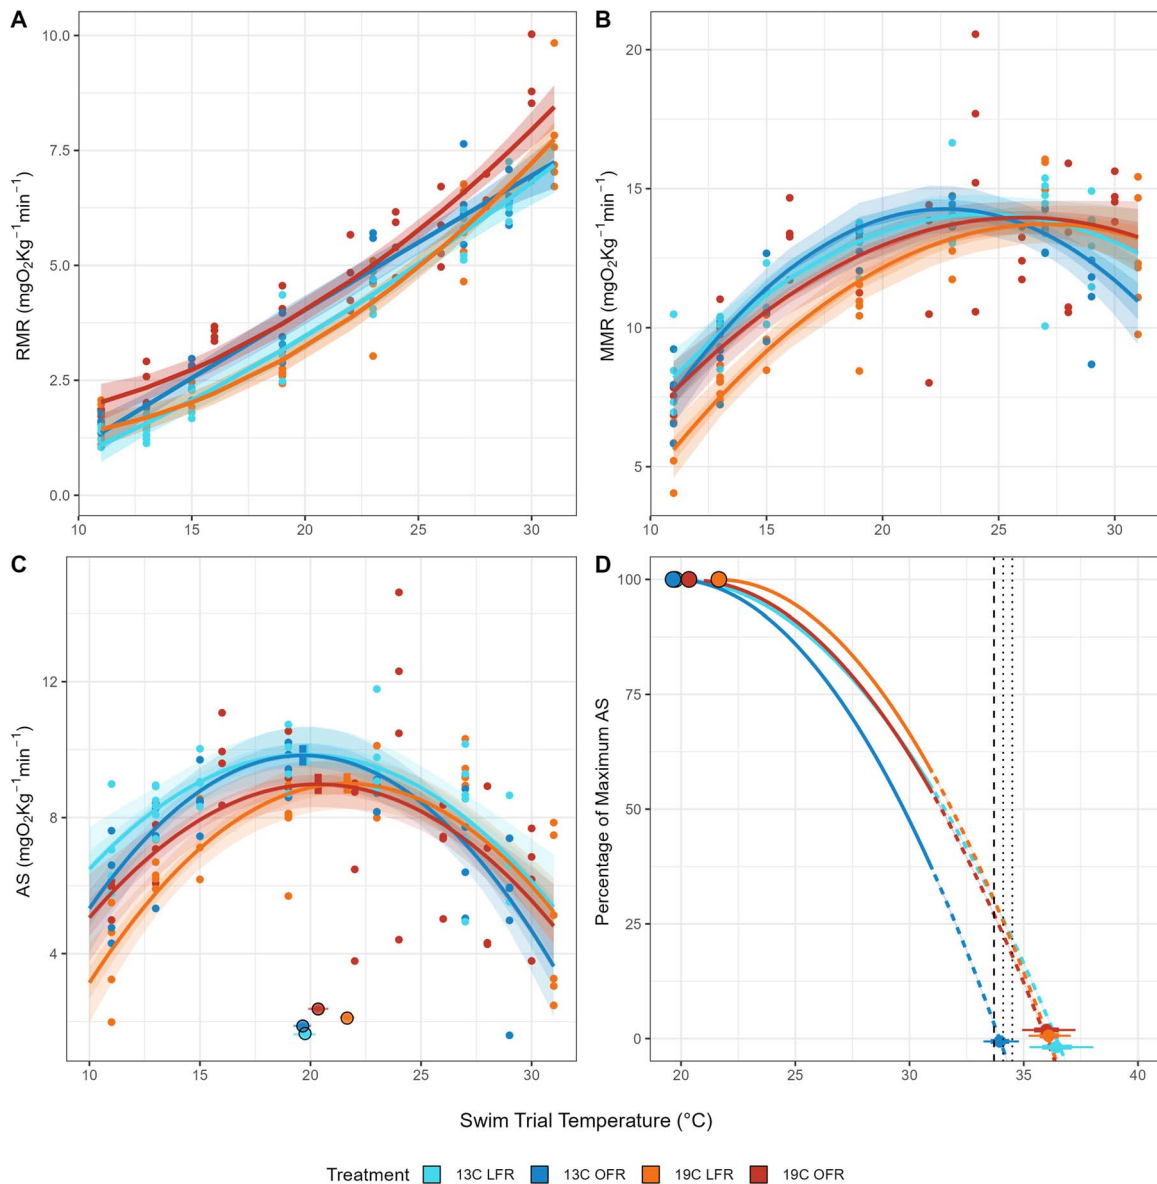 A
RMR (mgO₂Kg⁻¹min⁻¹)
10.0
7.5
5.0
2.5
0.0
10 15 20 25 30
B
MMR (mgO₂Kg⁻¹min⁻¹)
20
15
10
5
10 15 20 25 30
C
AS (mgO₂Kg⁻¹min⁻¹)
12
8
4
10 15 20 25 30
D
Percentage of Maximum AS
100
75
50
25
0
20 25 30 35 40
Swim Trial Temperature (°C)
Treatment 13C LFR 13C OFR 19C LFR 19C OFR